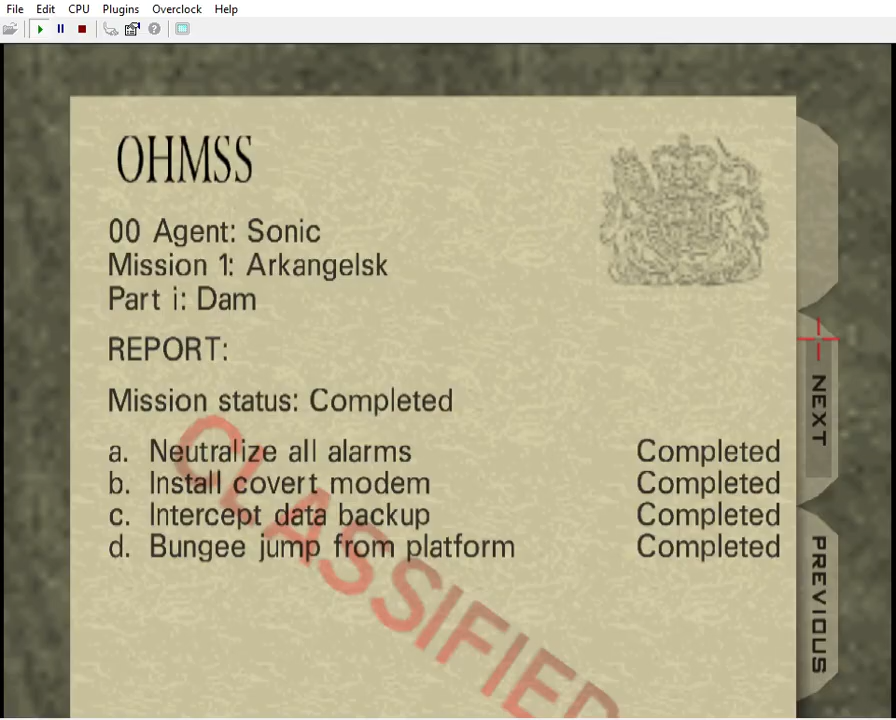 File Edit CPU Plugins Overclock Help
OHMSS
00 Agent: Sonic
Mission 1: Arkangelsk
Part i: Dam
REPORT:
Mission status: Completed
a. Neutralize all alarms Completed
b. Install covert modem Completed
c. Intercept data backup Completed
d. Bungee jump from platform Completed
CLASSIFIED
NEXT
PREVIOUS